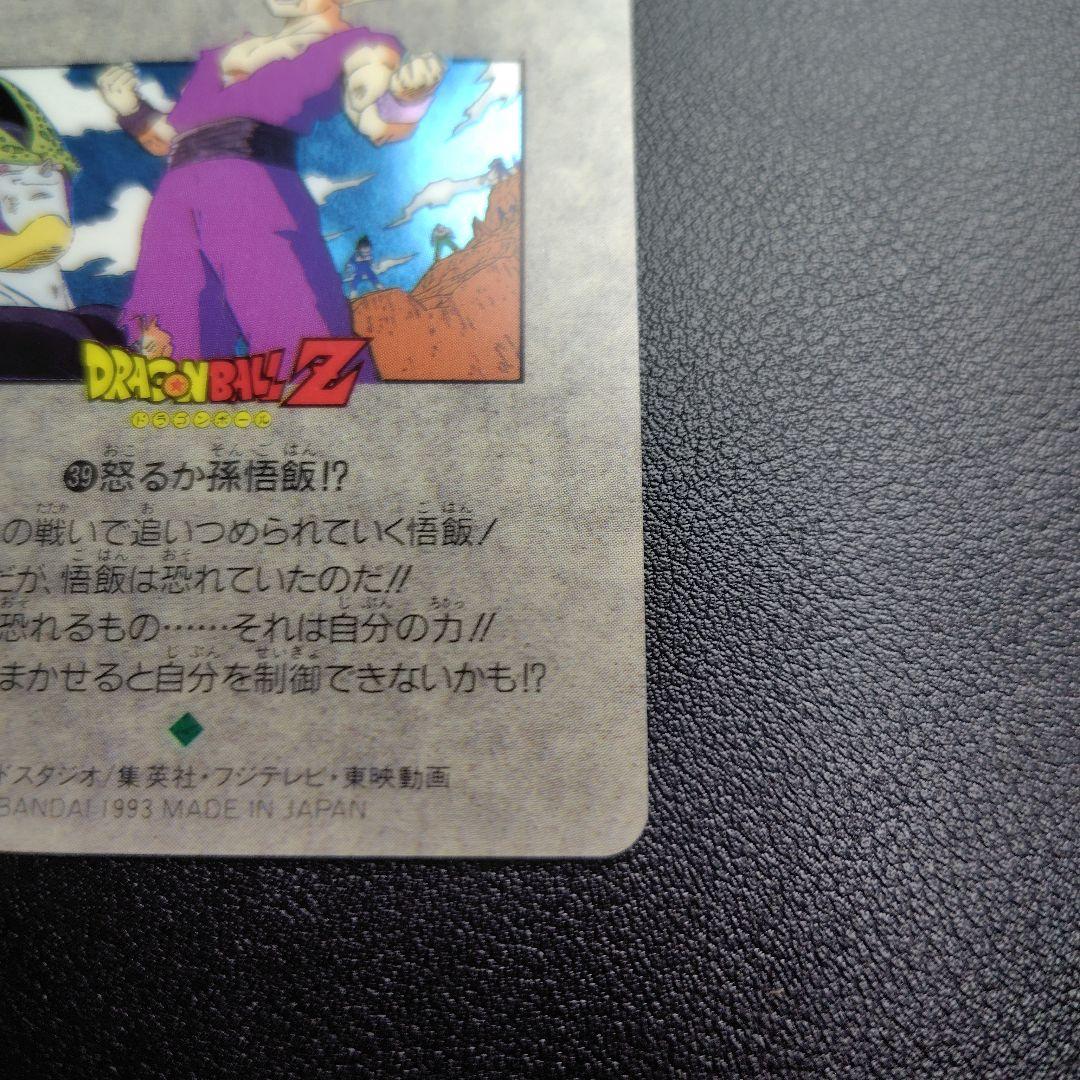 DRAGON BALL Z
ドラゴンボール
㊴怒るか孫悟飯!?
の戦いで追いつめられていく悟飯!
だが、悟飯は恐れていたのだ!!
恐れるもの……それは自分の力!!
まかせると自分を制御できないかも!?
ドスタジオ/集英社・フジテレビ・東映動画
BANDAI 1993 MADE IN JAPAN